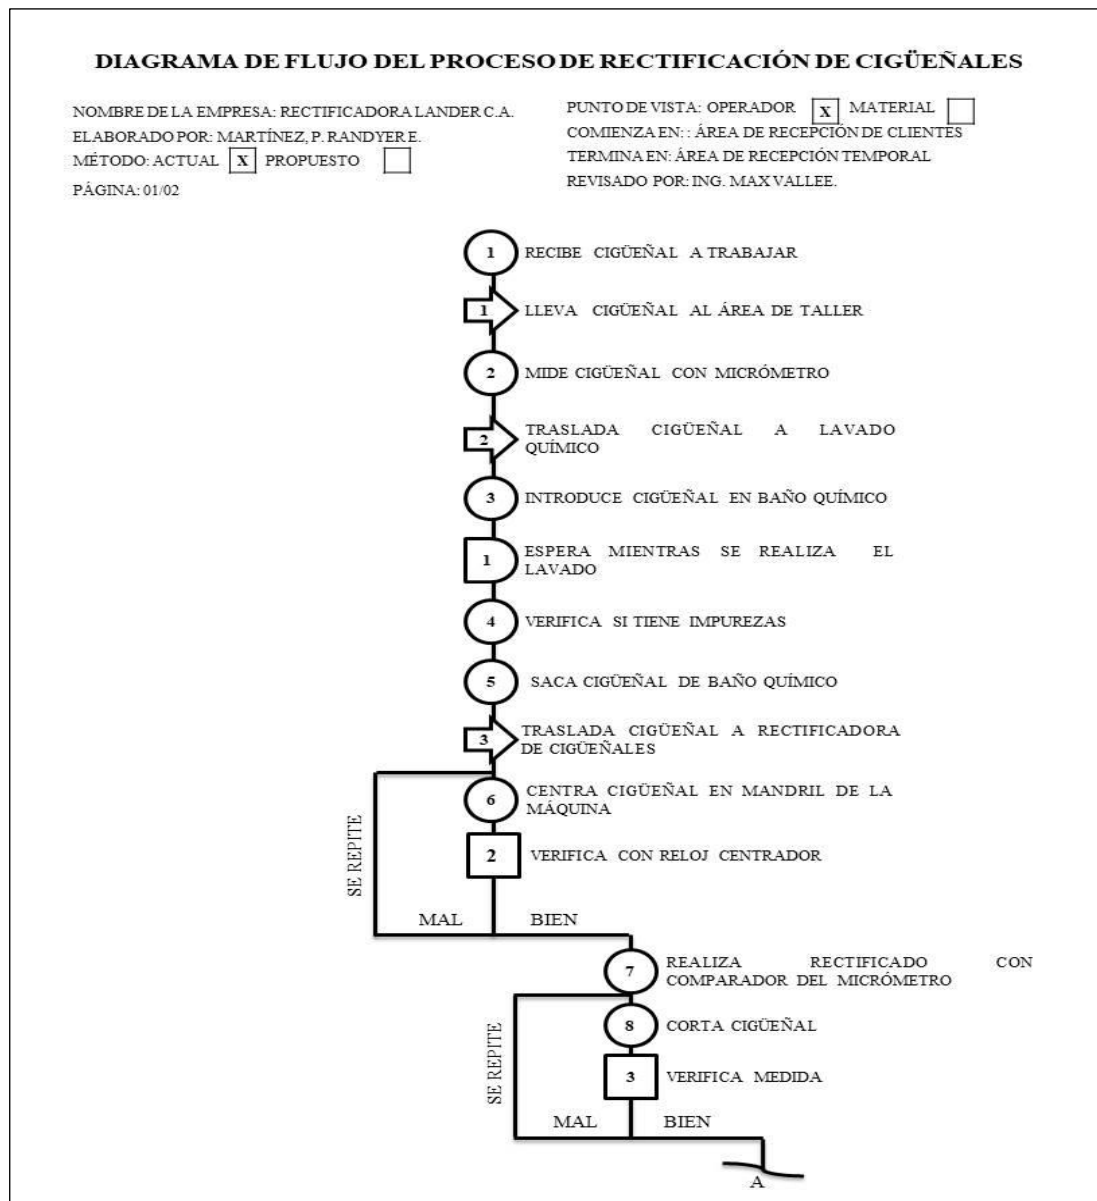 DIAGRAMA DE FLUJO DEL PROCESO DE RECTIFICACIÓN DE CIGÜEÑALES
NOMBRE DE LA EMPRESA: RECTIFICADORA LANDER C.A.
ELABORADO POR: MARTÍNEZ, P. RANDYER E.
MÉTODO: ACTUAL X PROPUESTO
PÁGINA: 01/02
PUNTO DE VISTA: OPERADOR X MATERIAL
COMIENZA EN: : ÁREA DE RECEPCIÓN DE CLIENTES
TERMINA EN: ÁREA DE RECEPCIÓN TEMPORAL
REVISADO POR: ING. MAX VALLEE.
1 RECIBE CIGÜEÑAL A TRABAJAR
1 LLEVA CIGÜEÑAL AL ÁREA DE TALLER
2 MIDE CIGÜEÑAL CON MICRÓMETRO
2 TRASLADA CIGÜEÑAL A LAVADO
QUÍMICO
3 INTRODUCE CIGÜEÑAL EN BAÑO QUÍMICO
1 ESPERA MIENTRAS SE REALIZA EL
LAVADO
4 VERIFICA SI TIENE IMPUREZAS
5 SACA CIGÜEÑAL DE BAÑO QUÍMICO
3 TRASLADA CIGÜEÑAL A RECTIFICADORA
DE CIGÜEÑALES
6 CENTRA CIGÜEÑAL EN MANDRIL DE LA
MÁQUINA
SE REPITE
2 VERIFICA CON RELOJ CENTRADOR
MAL BIEN
7 REALIZA RECTIFICADO CON
COMPARADOR DEL MICRÓMETRO
8 CORTA CIGÜEÑAL
SE REPITE
3 VERIFICA MEDIDA
MAL BIEN
A